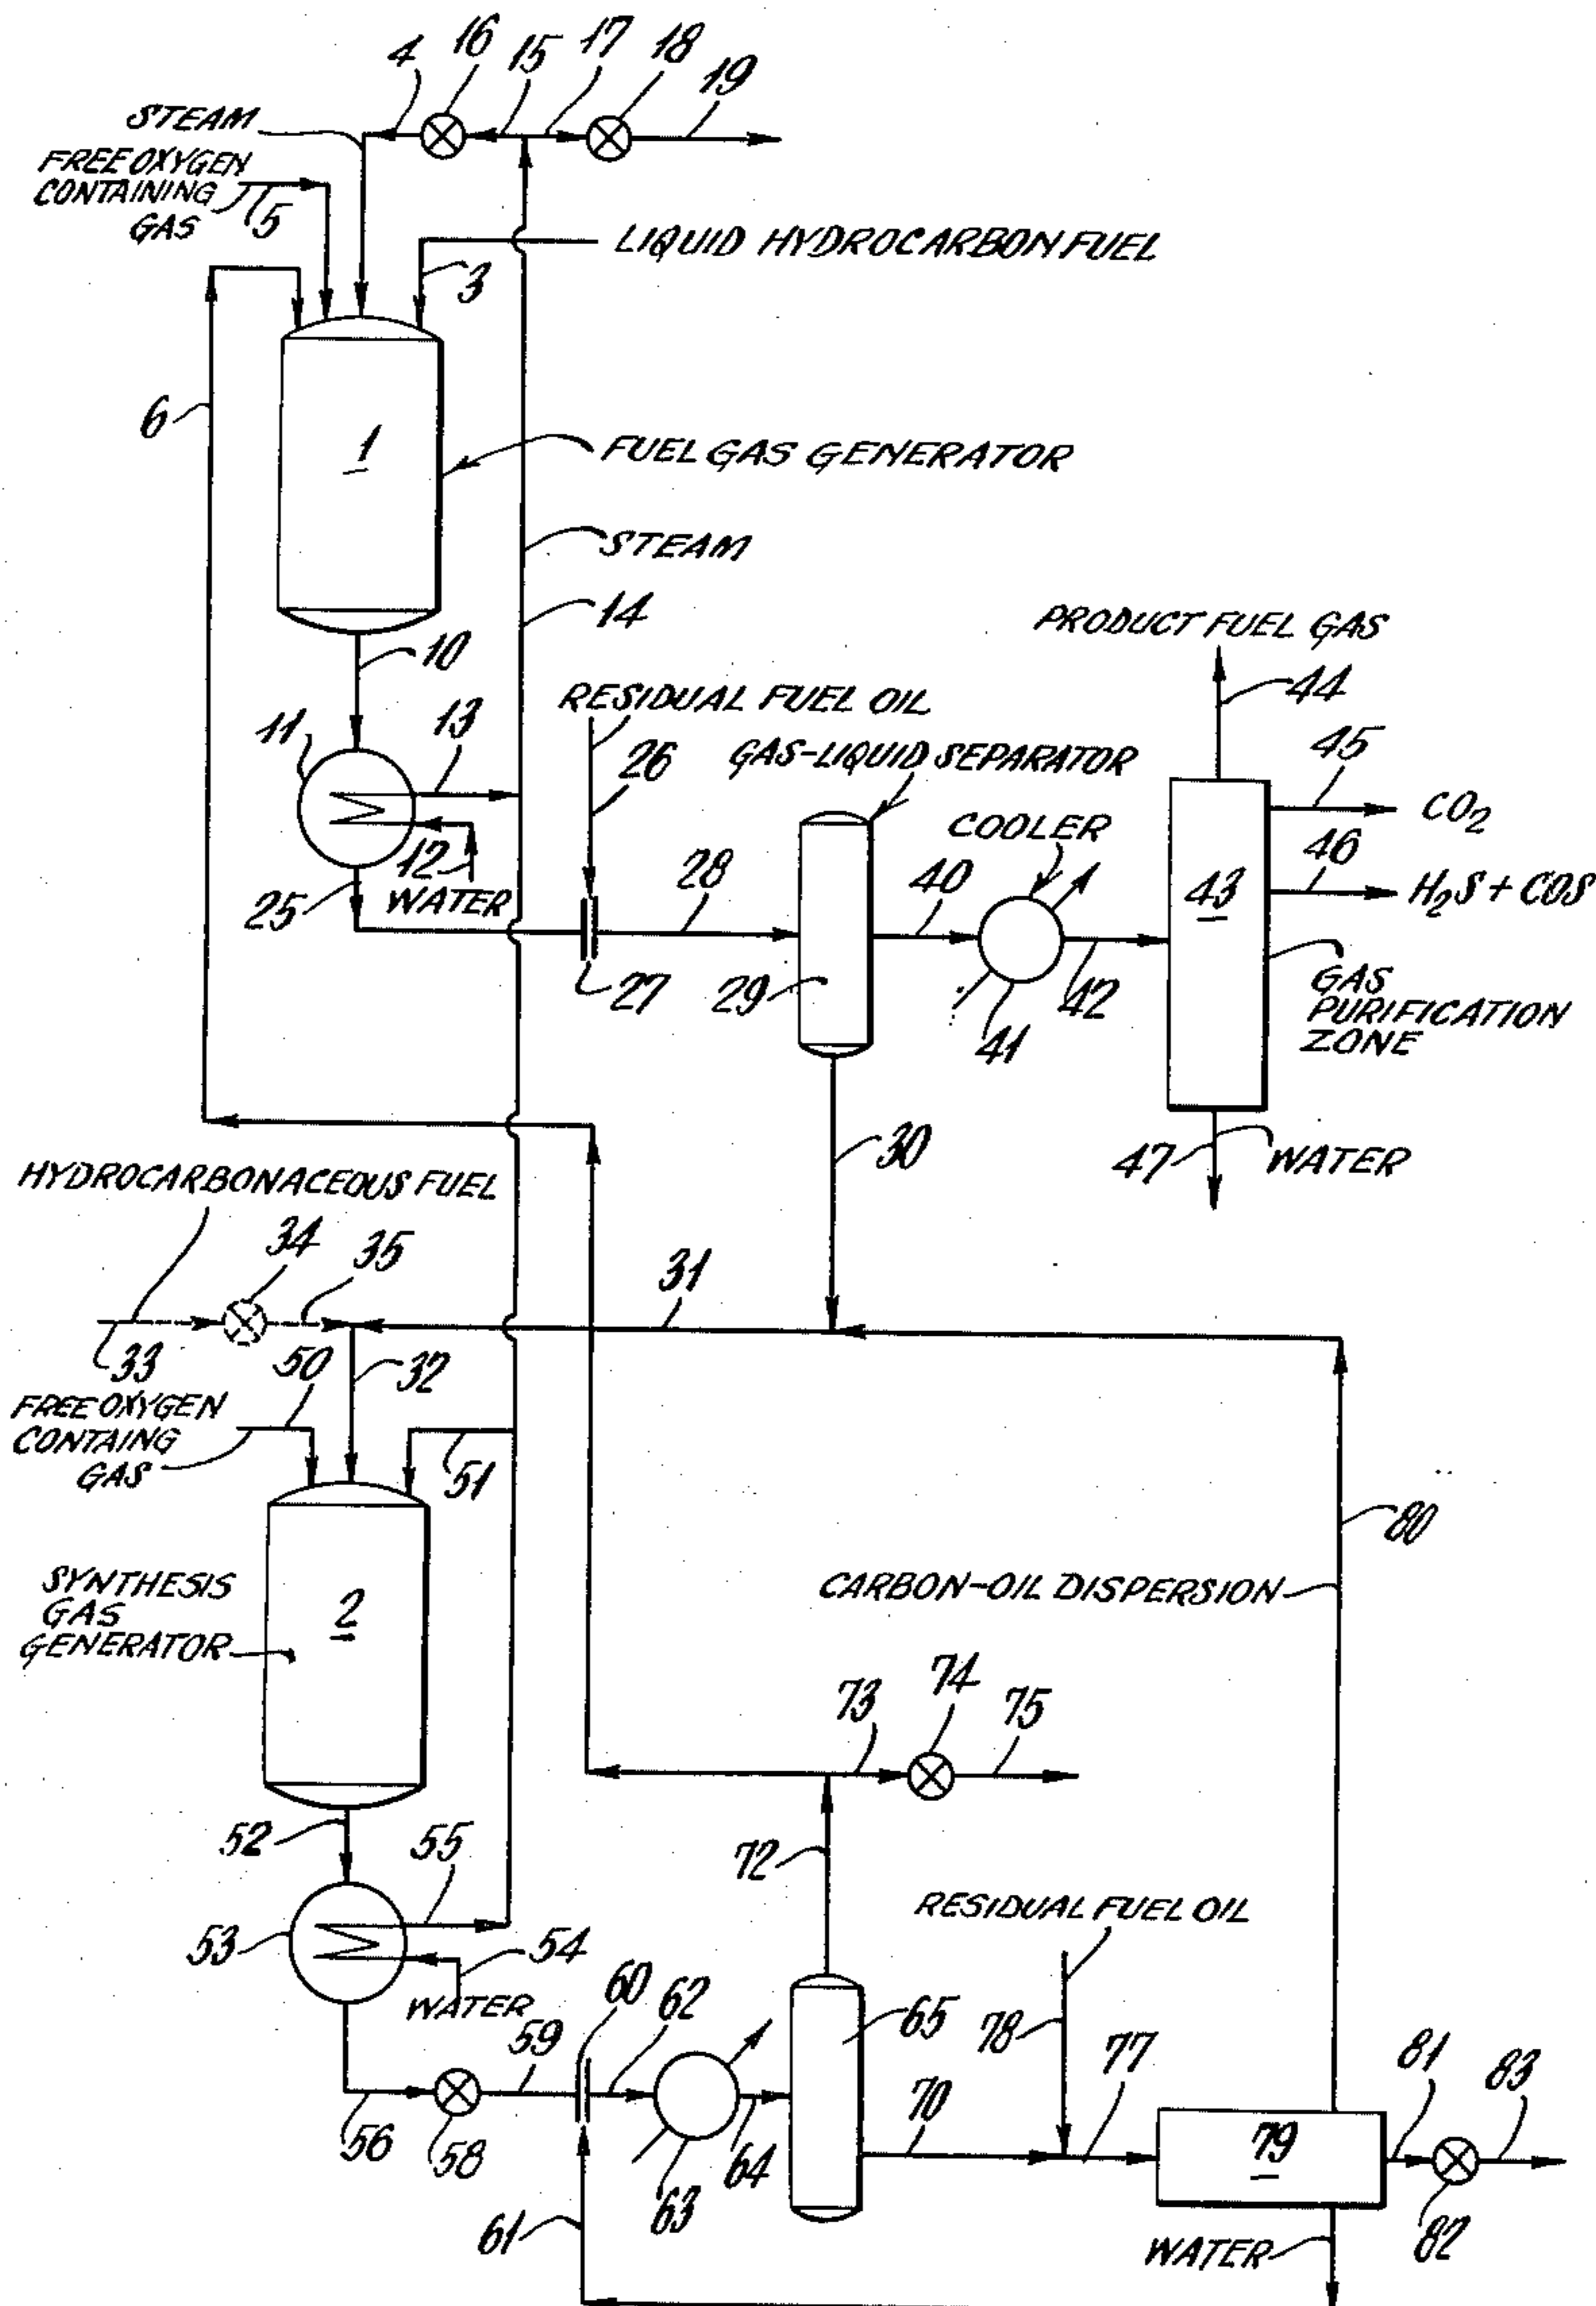 16
4
15
17
18
19
STEAM
FREE OXYGEN
CONTAINING
GAS
5
LIQUID HYDROCARBON FUEL
3
6
1
FUEL GAS GENERATOR
STEAM
14
10
PRODUCT FUEL GAS
44
RESIDUAL FUEL OIL
11
13
26
GAS-LIQUID SEPARATOR
45
CO2
COOLER
46
H2S + COS
12
WATER
25
28
40
43
27
29
41
42
GAS
PURIFICATION
ZONE
30
47
WATER
HYDROCARBONACEOUS FUEL
34
35
31
33
50
32
FREE OXYGEN
CONTAING
GAS
51
80
SYNTHESIS
GAS
GENERATOR
2
CARBON-OIL DISPERSION
73
74
75
52
55
72
RESIDUAL FUEL OIL
53
54
WATER
60
62
65
78
77
59
81
83
56
58
63
64
70
79
82
61
WATER